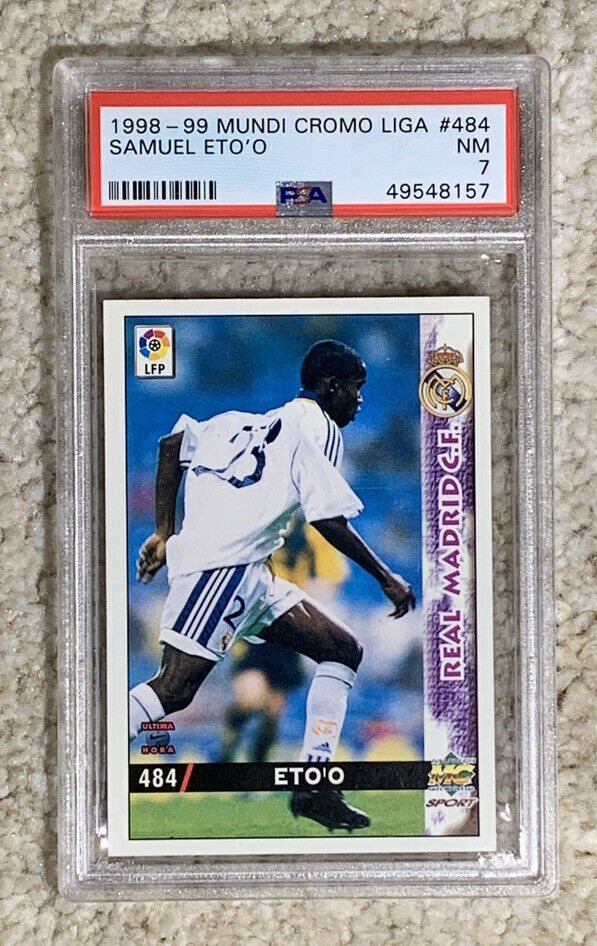 1998-99 MUNDI CROMO LIGA #484
SAMUEL ETO'O NM
7
PSA 49548157
LFP
REAL MADRID C.F.
2
ULTIMA
HORA
484/ ETO'O
MC
SPORT